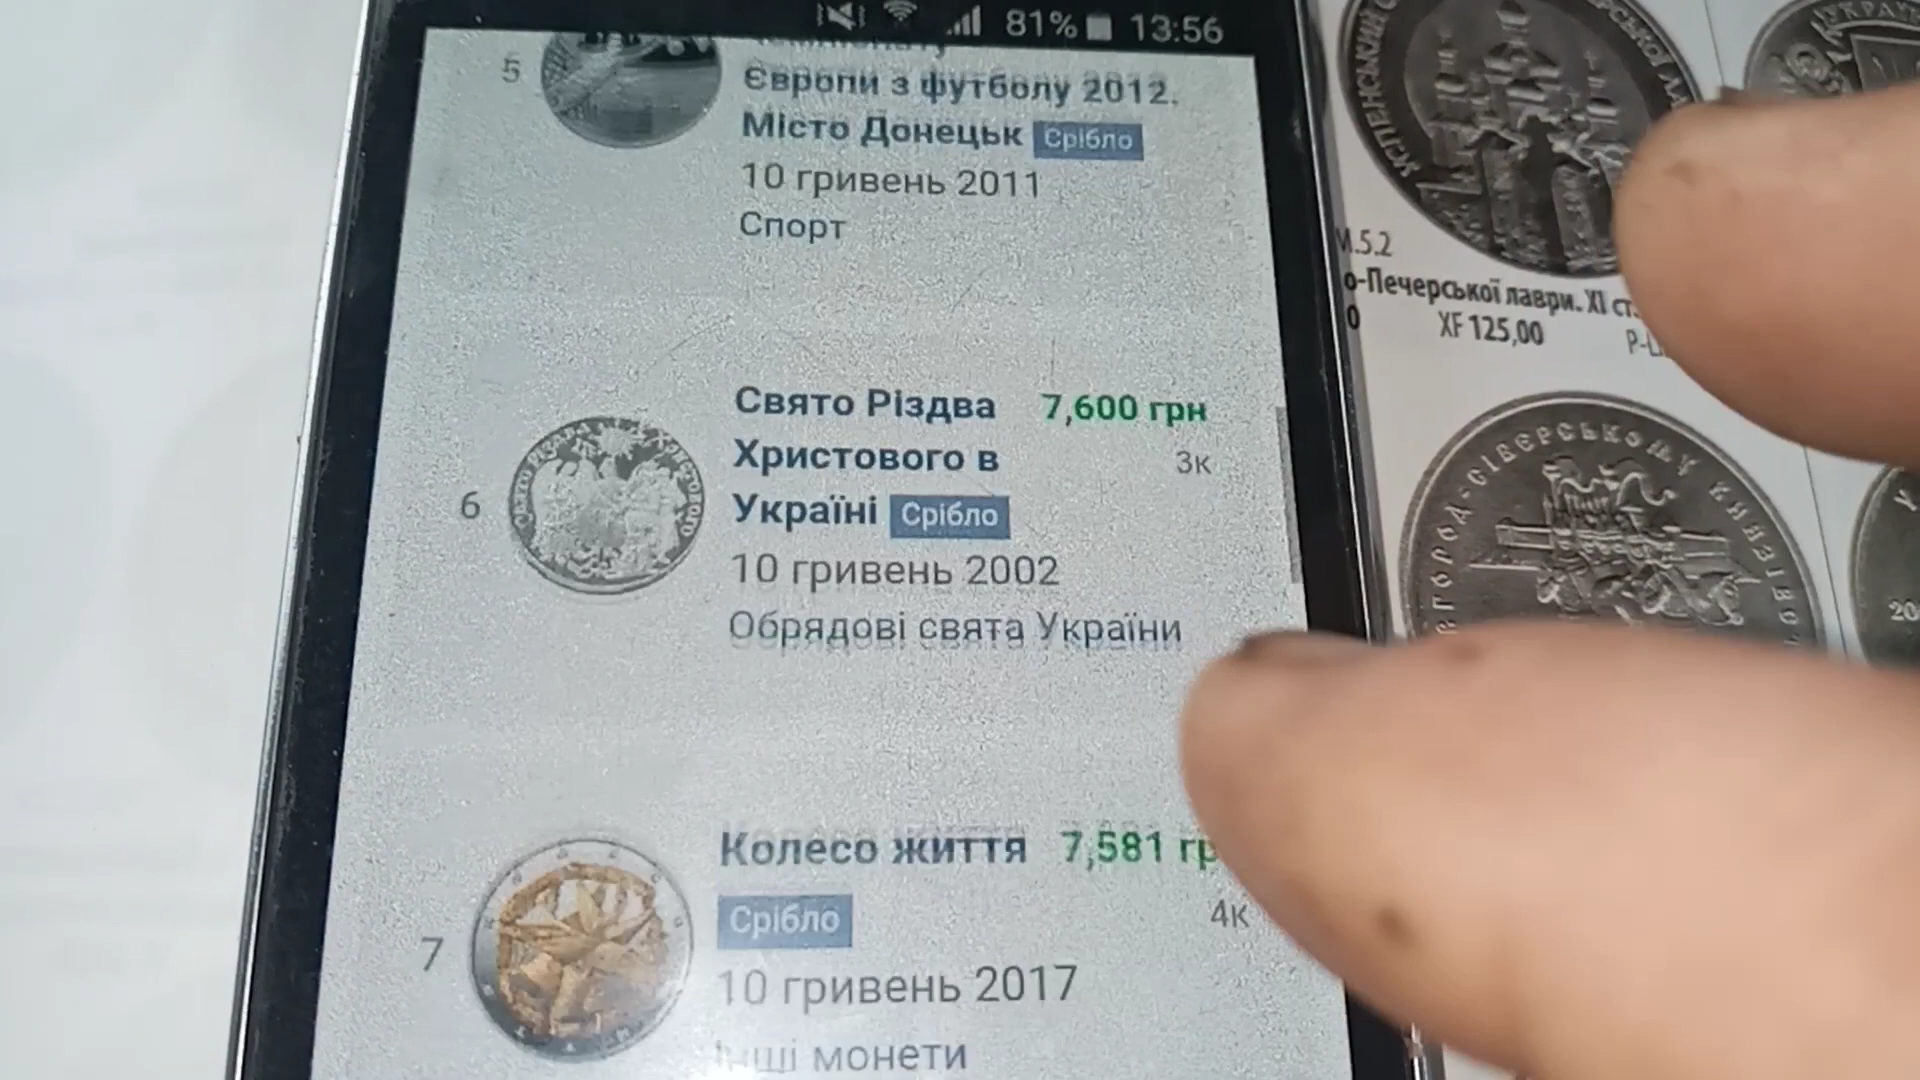 81% 13:56
5
Європи з футболу 2012.
Місто Донецьк Срібло
10 гривень 2011
Спорт
6
Свято Різдва 7,600 грн
Христового в 3к
Україні Срібло
10 гривень 2002
Обрядові свята України
7
Колесо життя 7,581 гр
Срібло 4к
10 гривень 2017
Інші монети
М.5.2
о-Печерської лаври. XI ст.
0 XF 125,00